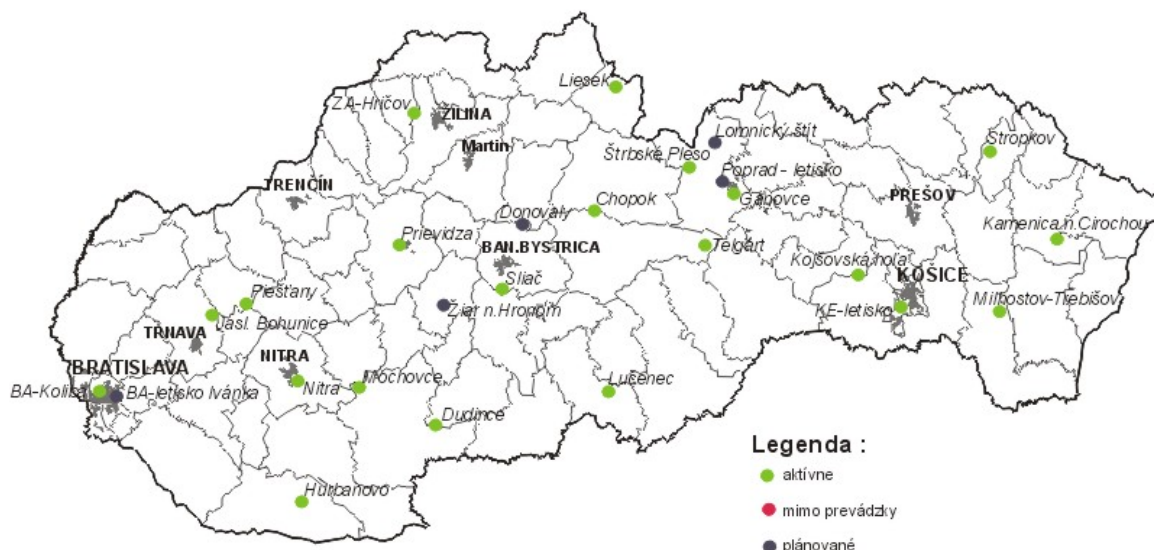 Liesek
ZA-Hričov
ŽILINA
Martin
Lomnický štít
Stropkov
Štrbské Pleso
Poprad - letisko
TRENČÍN
Gánovce
PREŠOV
Chopok
Donovaly
Kamenica n.Cirochou
Prievidza
BAN.BYSTRICA
Telgárt
Kojšovská hoľa
KOŠICE
Sliač
Piešťany
Žiar n.Hronom
KE-letisko
Milhostov-Trebišov
Jasl. Bohunice
TRNAVA
NITRA
BRATISLAVA
Mochovce
BA-Koliba
BA-letisko Ivánka
Nitra
Lučenec
Dudince
Hurbanovo
Legenda :
aktívne
mimo prevádzky
plánované